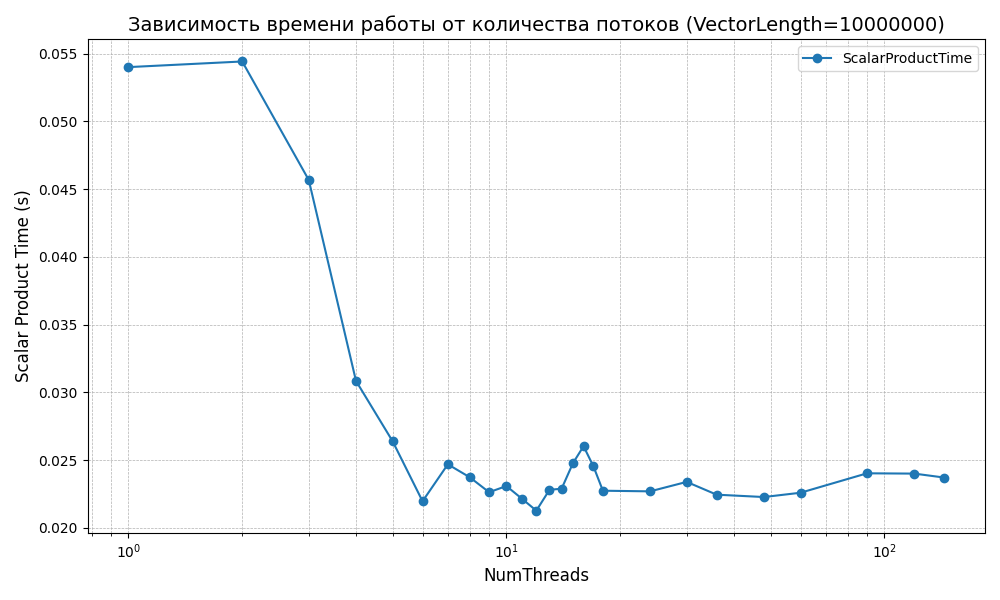 Зависимость времени работы от количества потоков (VectorLength=10000000)
ScalarProductTime
Scalar Product Time (s)
0.055
0.050
0.045
0.040
0.035
0.030
0.025
0.020
10⁰ 10¹ 10²
NumThreads